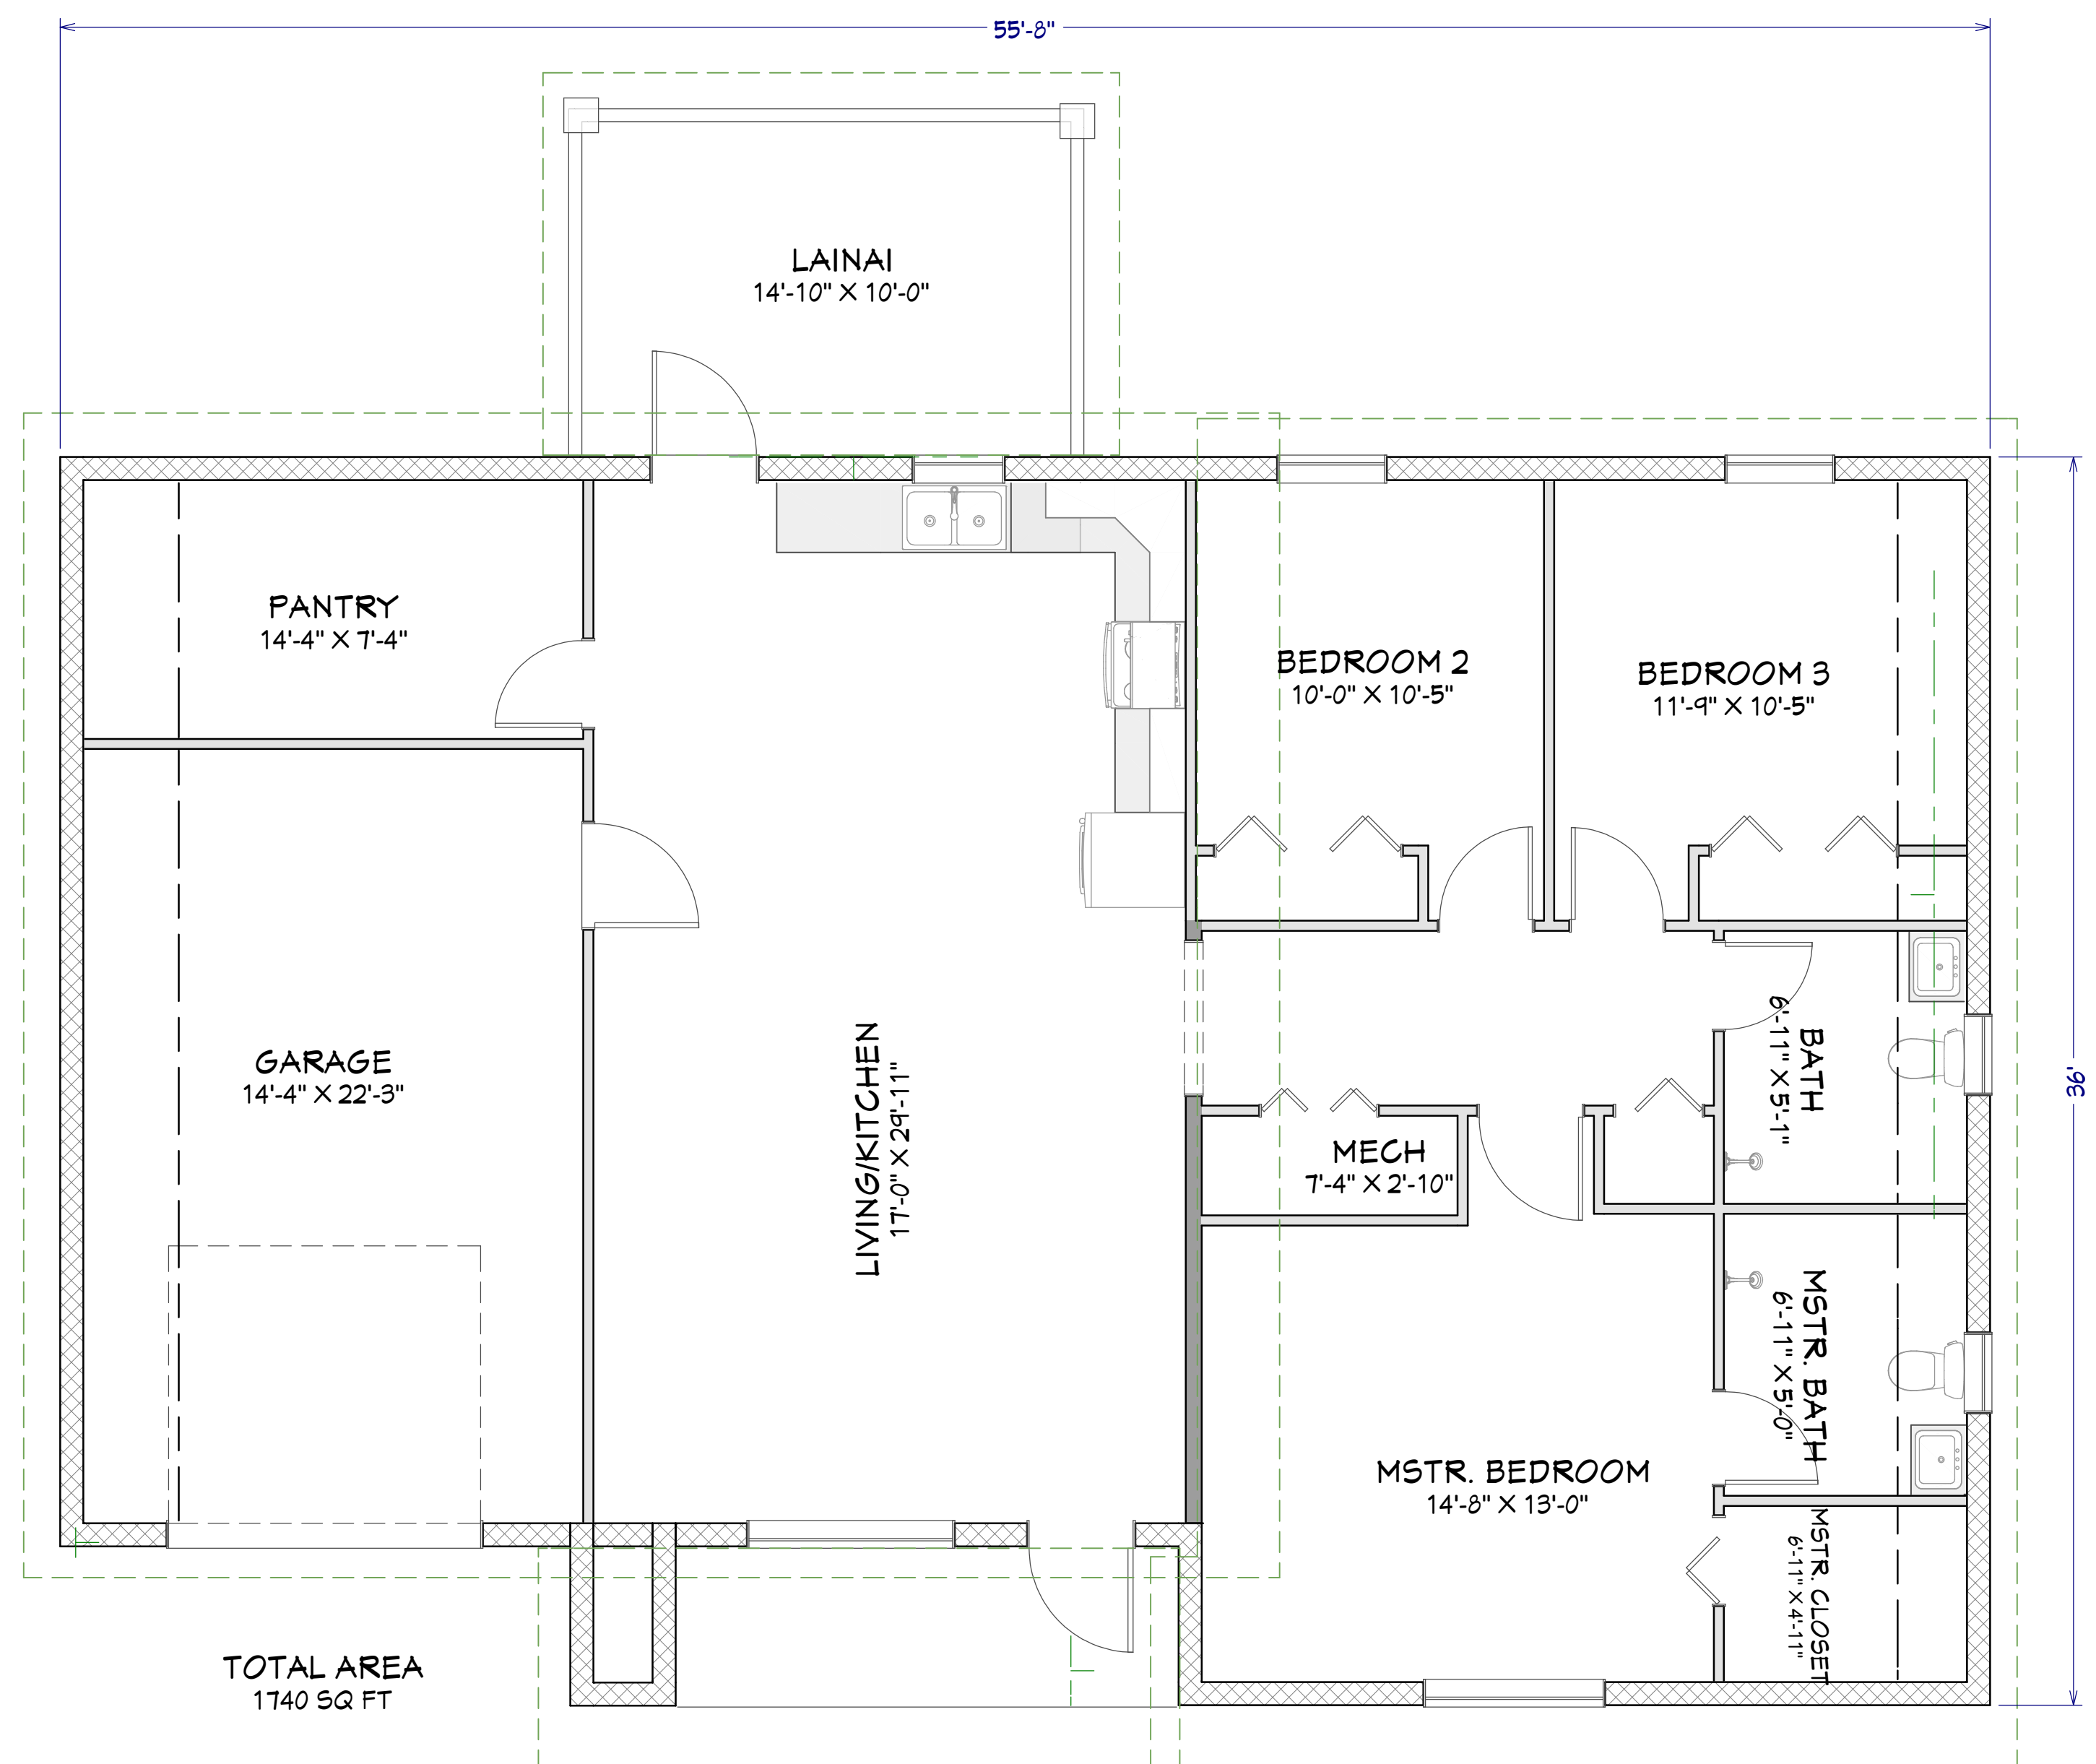 55'-8"
LAINAI
14'-10" X 10'-0"
PANTRY
14'-4" X 7'-4"
BEDROOM 2
10'-0" X 10'-5"
BEDROOM 3
11'-9" X 10'-5"
GARAGE
14'-4" X 22'-3"
LIVING/KITCHEN
17'-0" X 29'-11"
BATH
6'-11" X 5'-1"
36'
MECH
7'-4" X 2'-10"
MSTR. BATH
6'-11" X 5'-0"
MSTR. BEDROOM
14'-8" X 13'-0"
MSTR. CLOSET
6'-11" X 4'-11"
TOTAL AREA
1740 SQ FT